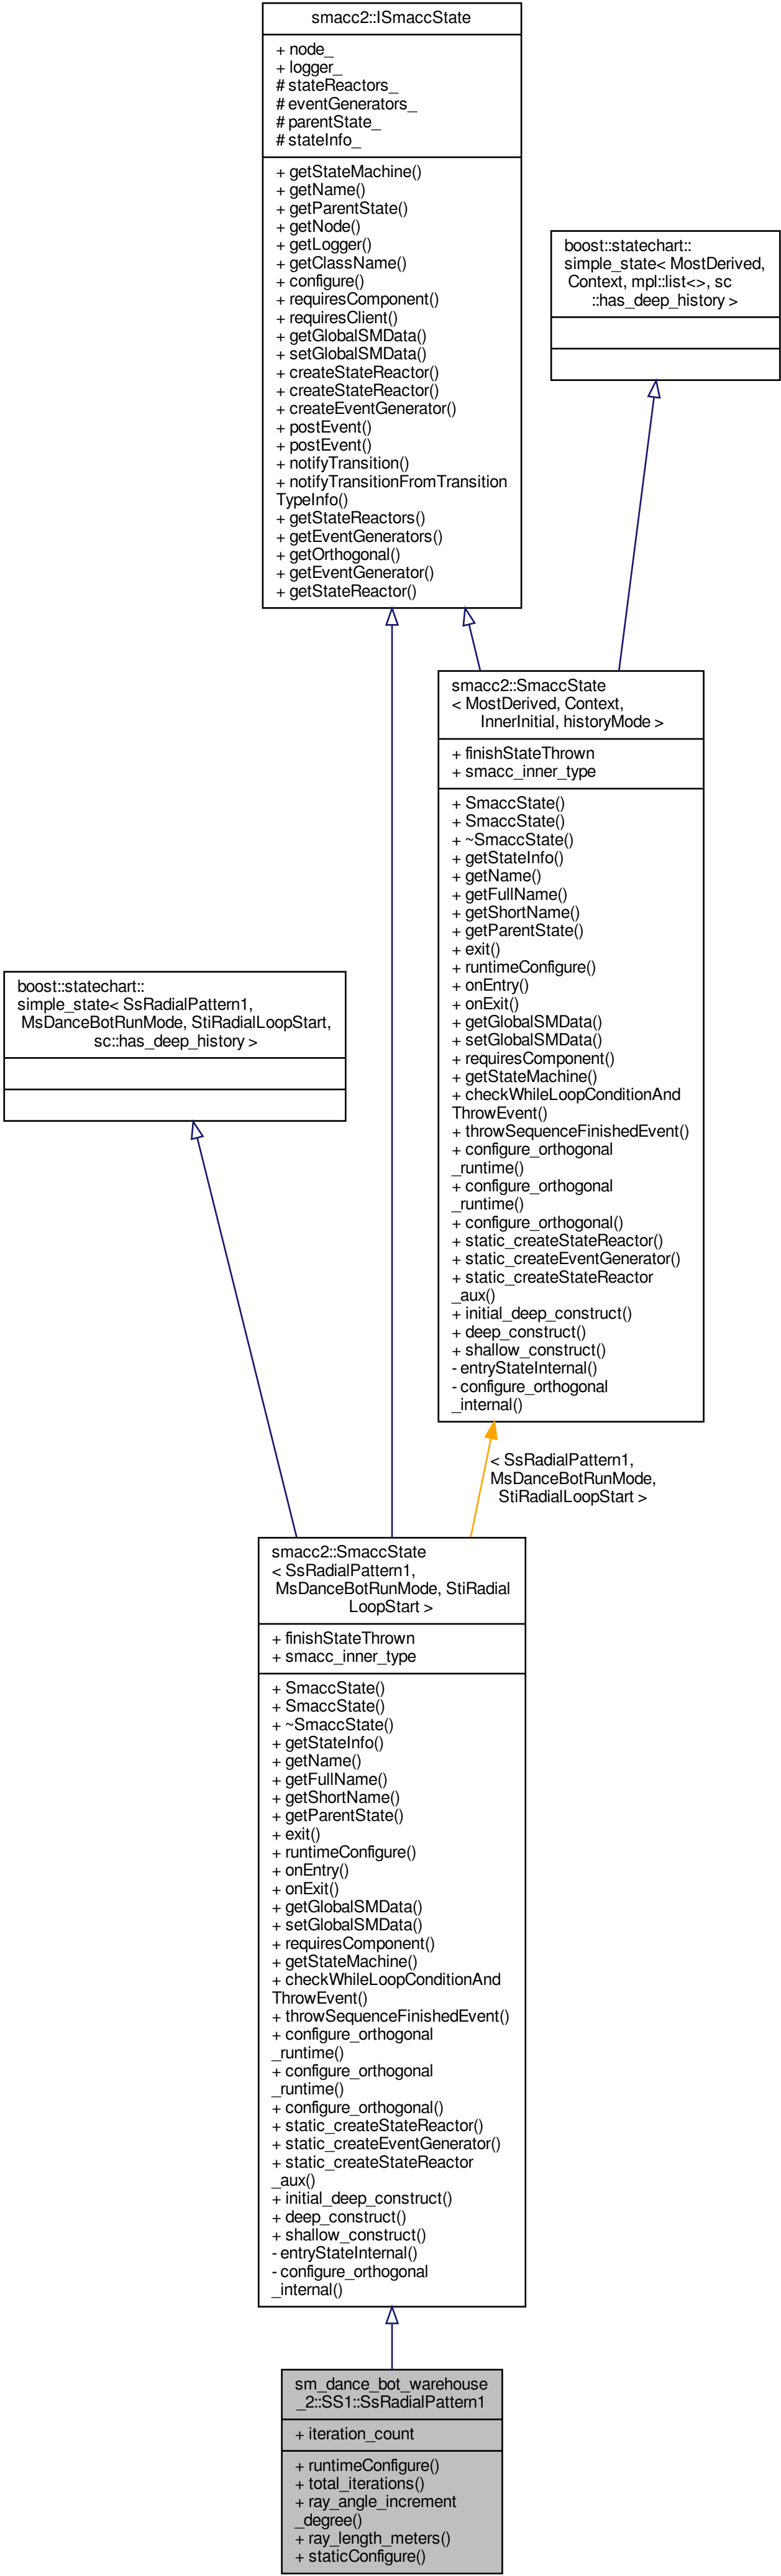 smacc2::ISmaccState
+ node_
+ logger_
# stateReactors_
# eventGenerators_
# parentState_
# stateInfo_
+ getStateMachine()
+ getName()
+ getParentState()
+ getNode()
+ getLogger()
+ getClassName()
+ configure()
+ requiresComponent()
+ requiresClient()
+ getGlobalSMData()
+ setGlobalSMData()
+ createStateReactor()
+ createStateReactor()
+ createEventGenerator()
+ postEvent()
+ postEvent()
+ notifyTransition()
+ notifyTransitionFromTransition
TypeInfo()
+ getStateReactors()
+ getEventGenerators()
+ getOrthogonal()
+ getEventGenerator()
+ getStateReactor()
boost::statechart::
simple_state< MostDerived,
Context, mpl::list<>, sc
::has_deep_history >
smacc2::SmaccState
< MostDerived, Context,
InnerInitial, historyMode >
+ finishStateThrown
+ smacc_inner_type
+ SmaccState()
+ SmaccState()
+ ~SmaccState()
+ getStateInfo()
+ getName()
+ getFullName()
+ getShortName()
+ getParentState()
+ exit()
+ runtimeConfigure()
+ onEntry()
+ onExit()
+ getGlobalSMData()
+ setGlobalSMData()
+ requiresComponent()
+ getStateMachine()
+ checkWhileLoopConditionAnd
ThrowEvent()
+ throwSequenceFinishedEvent()
+ configure_orthogonal
_runtime()
+ configure_orthogonal
_runtime()
+ configure_orthogonal()
+ static_createStateReactor()
+ static_createEventGenerator()
+ static_createStateReactor
_aux()
+ initial_deep_construct()
+ deep_construct()
+ shallow_construct()
- entryStateInternal()
- configure_orthogonal
_internal()
boost::statechart::
simple_state< SsRadialPattern1,
MsDanceBotRunMode, StiRadialLoopStart,
sc::has_deep_history >
< SsRadialPattern1,
MsDanceBotRunMode,
StiRadialLoopStart >
smacc2::SmaccState
< SsRadialPattern1,
MsDanceBotRunMode, StiRadial
LoopStart >
+ finishStateThrown
+ smacc_inner_type
+ SmaccState()
+ SmaccState()
+ ~SmaccState()
+ getStateInfo()
+ getName()
+ getFullName()
+ getShortName()
+ getParentState()
+ exit()
+ runtimeConfigure()
+ onEntry()
+ onExit()
+ getGlobalSMData()
+ setGlobalSMData()
+ requiresComponent()
+ getStateMachine()
+ checkWhileLoopConditionAnd
ThrowEvent()
+ throwSequenceFinishedEvent()
+ configure_orthogonal
_runtime()
+ configure_orthogonal
_runtime()
+ configure_orthogonal()
+ static_createStateReactor()
+ static_createEventGenerator()
+ static_createStateReactor
_aux()
+ initial_deep_construct()
+ deep_construct()
+ shallow_construct()
- entryStateInternal()
- configure_orthogonal
_internal()
sm_dance_bot_warehouse
_2::SS1::SsRadialPattern1
+ iteration_count
+ runtimeConfigure()
+ total_iterations()
+ ray_angle_increment
_degree()
+ ray_length_meters()
+ staticConfigure()